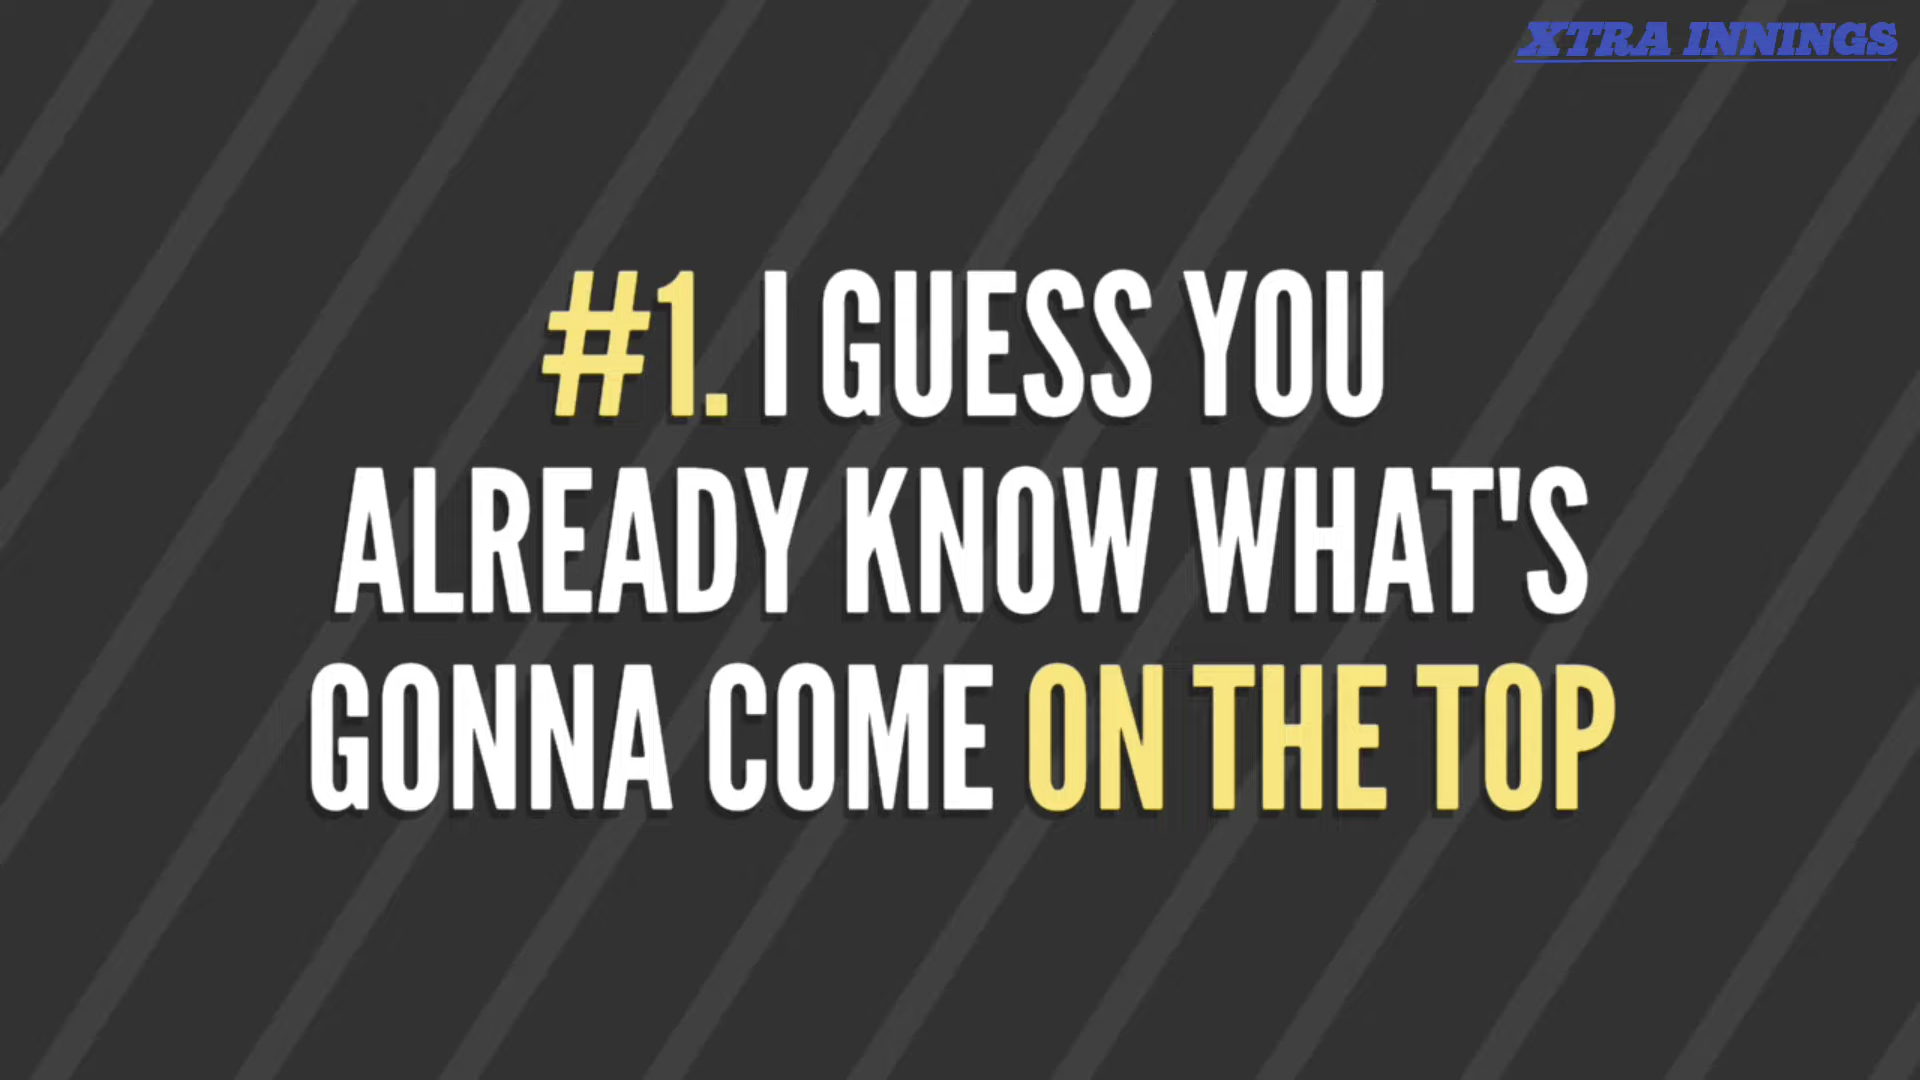 XTRA INNINGS
#1. I GUESS YOU
ALREADY KNOW WHAT'S
GONNA COME ON THE TOP